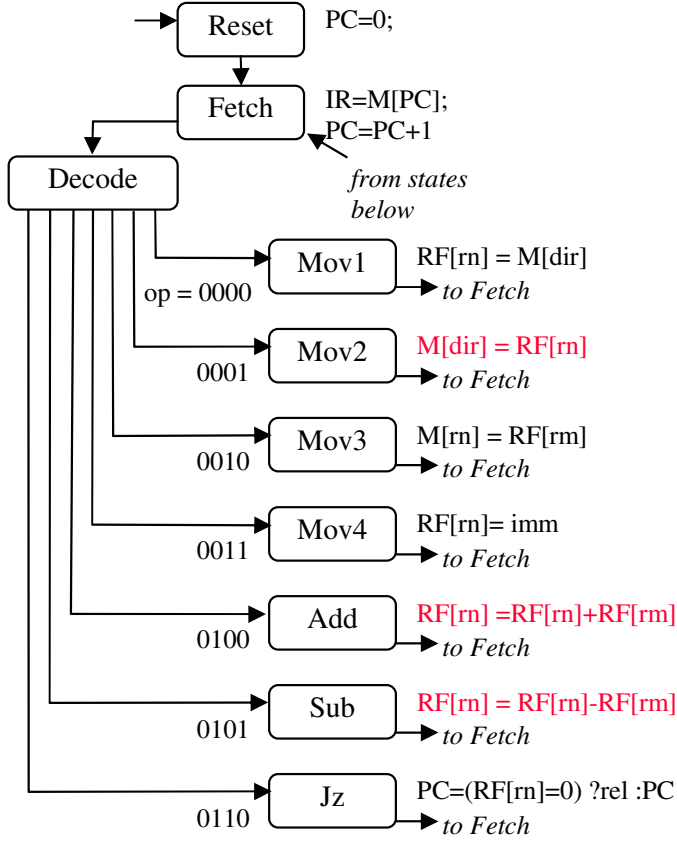 Reset
PC=0;
Fetch
IR=M[PC];
PC=PC+1
from states
below
Decode
Mov1
RF[rn] = M[dir]
op = 0000
to Fetch
Mov2
M[dir] = RF[rn]
0001
to Fetch
Mov3
M[rn] = RF[rm]
0010
to Fetch
Mov4
RF[rn]= imm
0011
to Fetch
Add
RF[rn] =RF[rn]+RF[rm]
0100
to Fetch
Sub
RF[rn] = RF[rn]-RF[rm]
0101
to Fetch
Jz
PC=(RF[rn]=0) ?rel :PC
0110
to Fetch